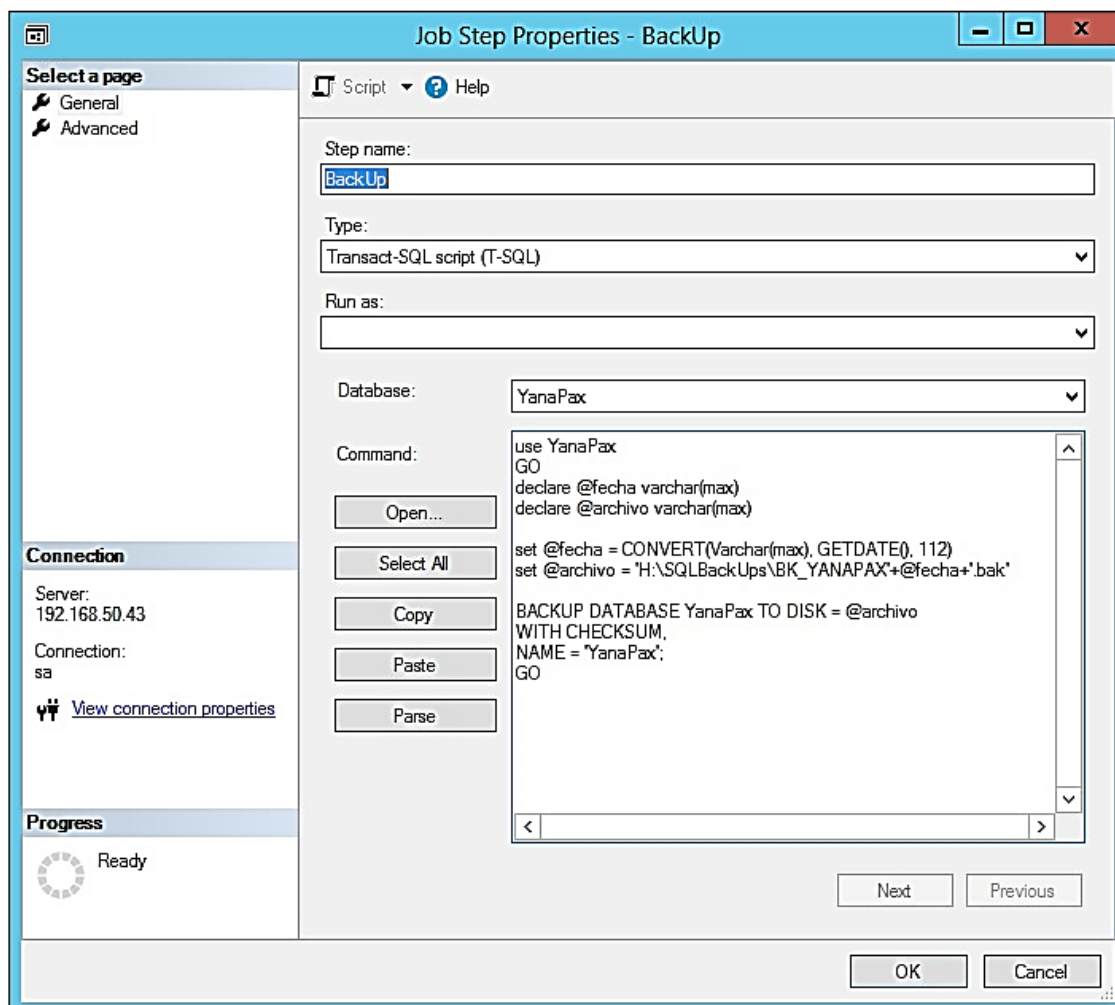 Job Step Properties - BackUp
Select a page
General
Advanced
Script
Help
Step name:
BackUp
Type:
Transact-SQL script (T-SQL)
Run as:
Database:
YanaPax
Command:
Open...
Select All
Copy
Paste
Parse
use YanaPax
GO
declare @fecha varchar(max)
declare @archivo varchar(max)
set @fecha = CONVERT(Varchar(max), GETDATE(), 112)
set @archivo = 'H:\SQLBackUps\BK_YANAPAX'+@fecha+'.bak'
BACKUP DATABASE YanaPax TO DISK = @archivo
WITH CHECKSUM,
NAME = 'YanaPax';
GO
Connection
Server:
192.168.50.43
Connection:
sa
View connection properties
Progress
Ready
Next
Previous
OK
Cancel